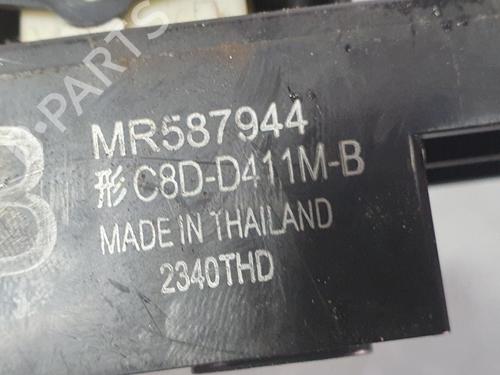 B-PARTS
B
MR587944
形 C8D-D411M-B
MADE IN THAILAND
2340THD